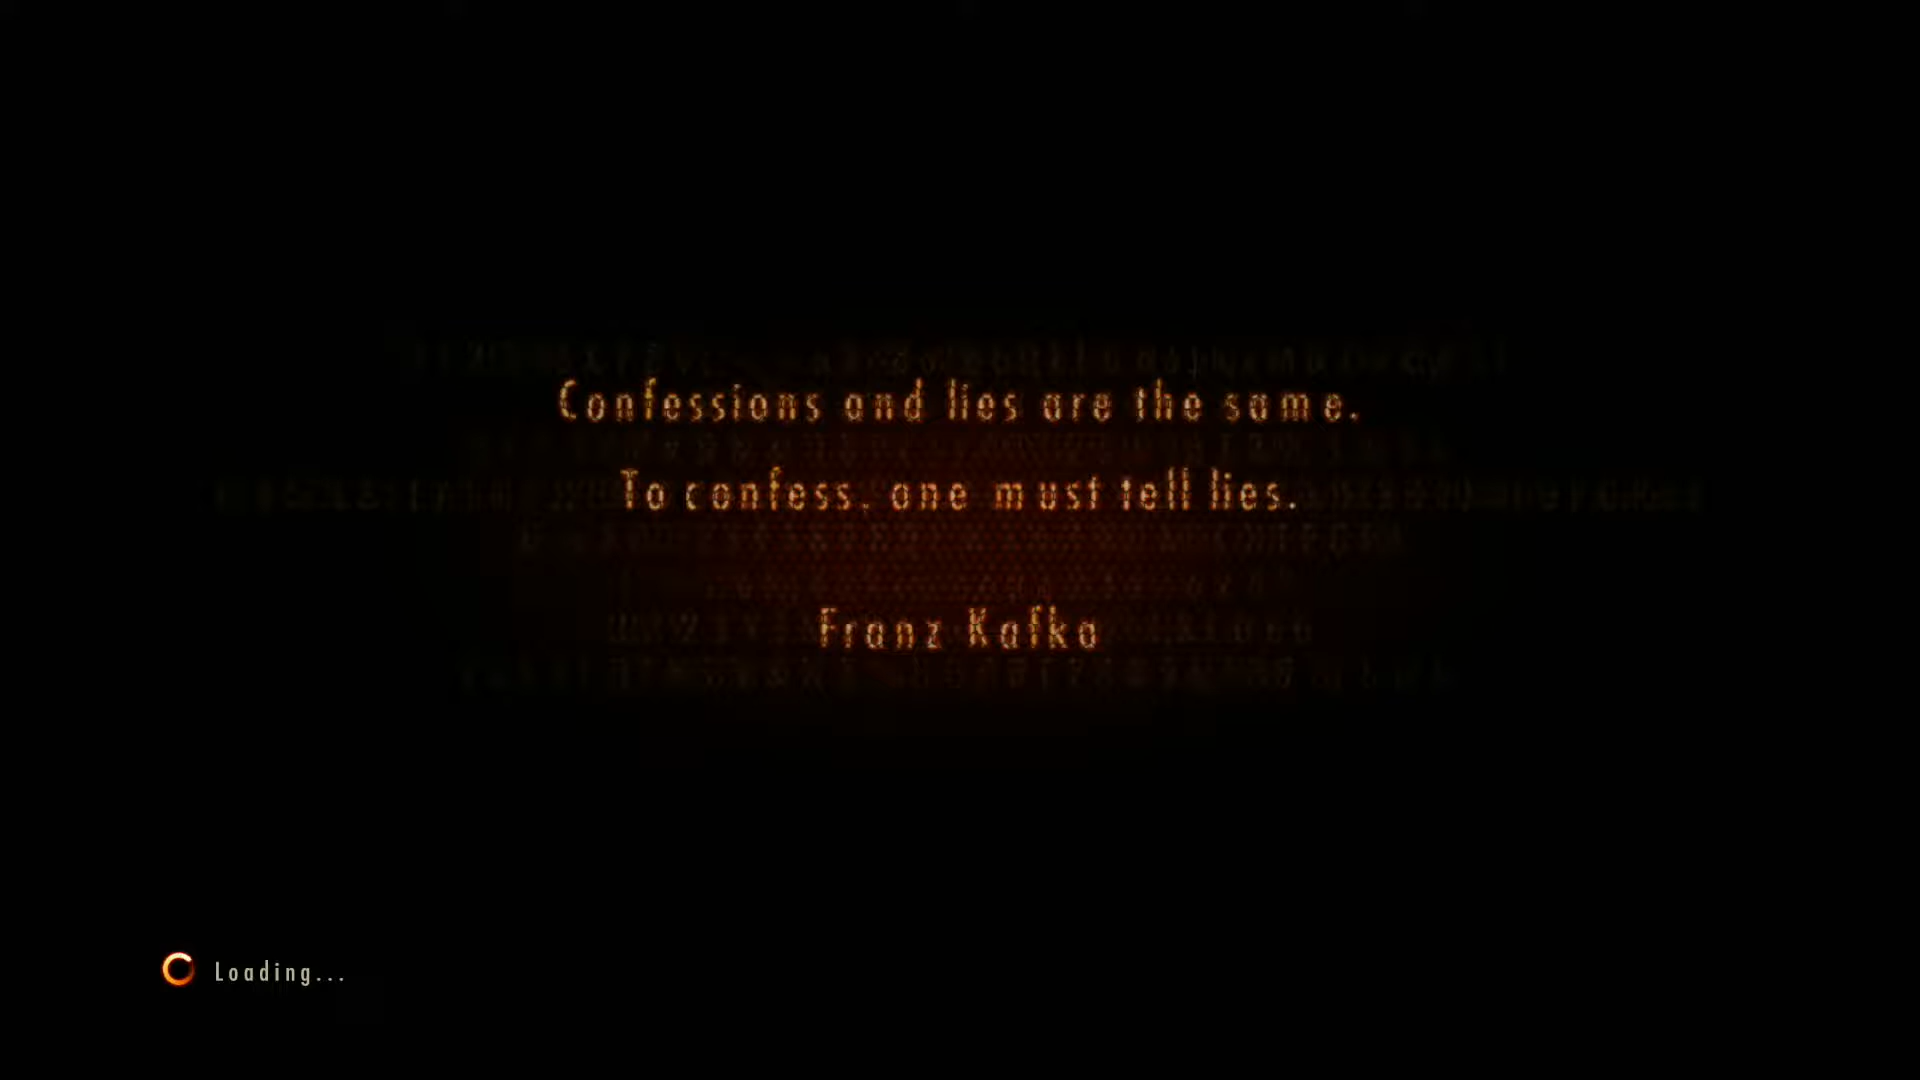 Confessions and lies are the same.
To confess, one must tell lies.
Franz Kafka
Loading...